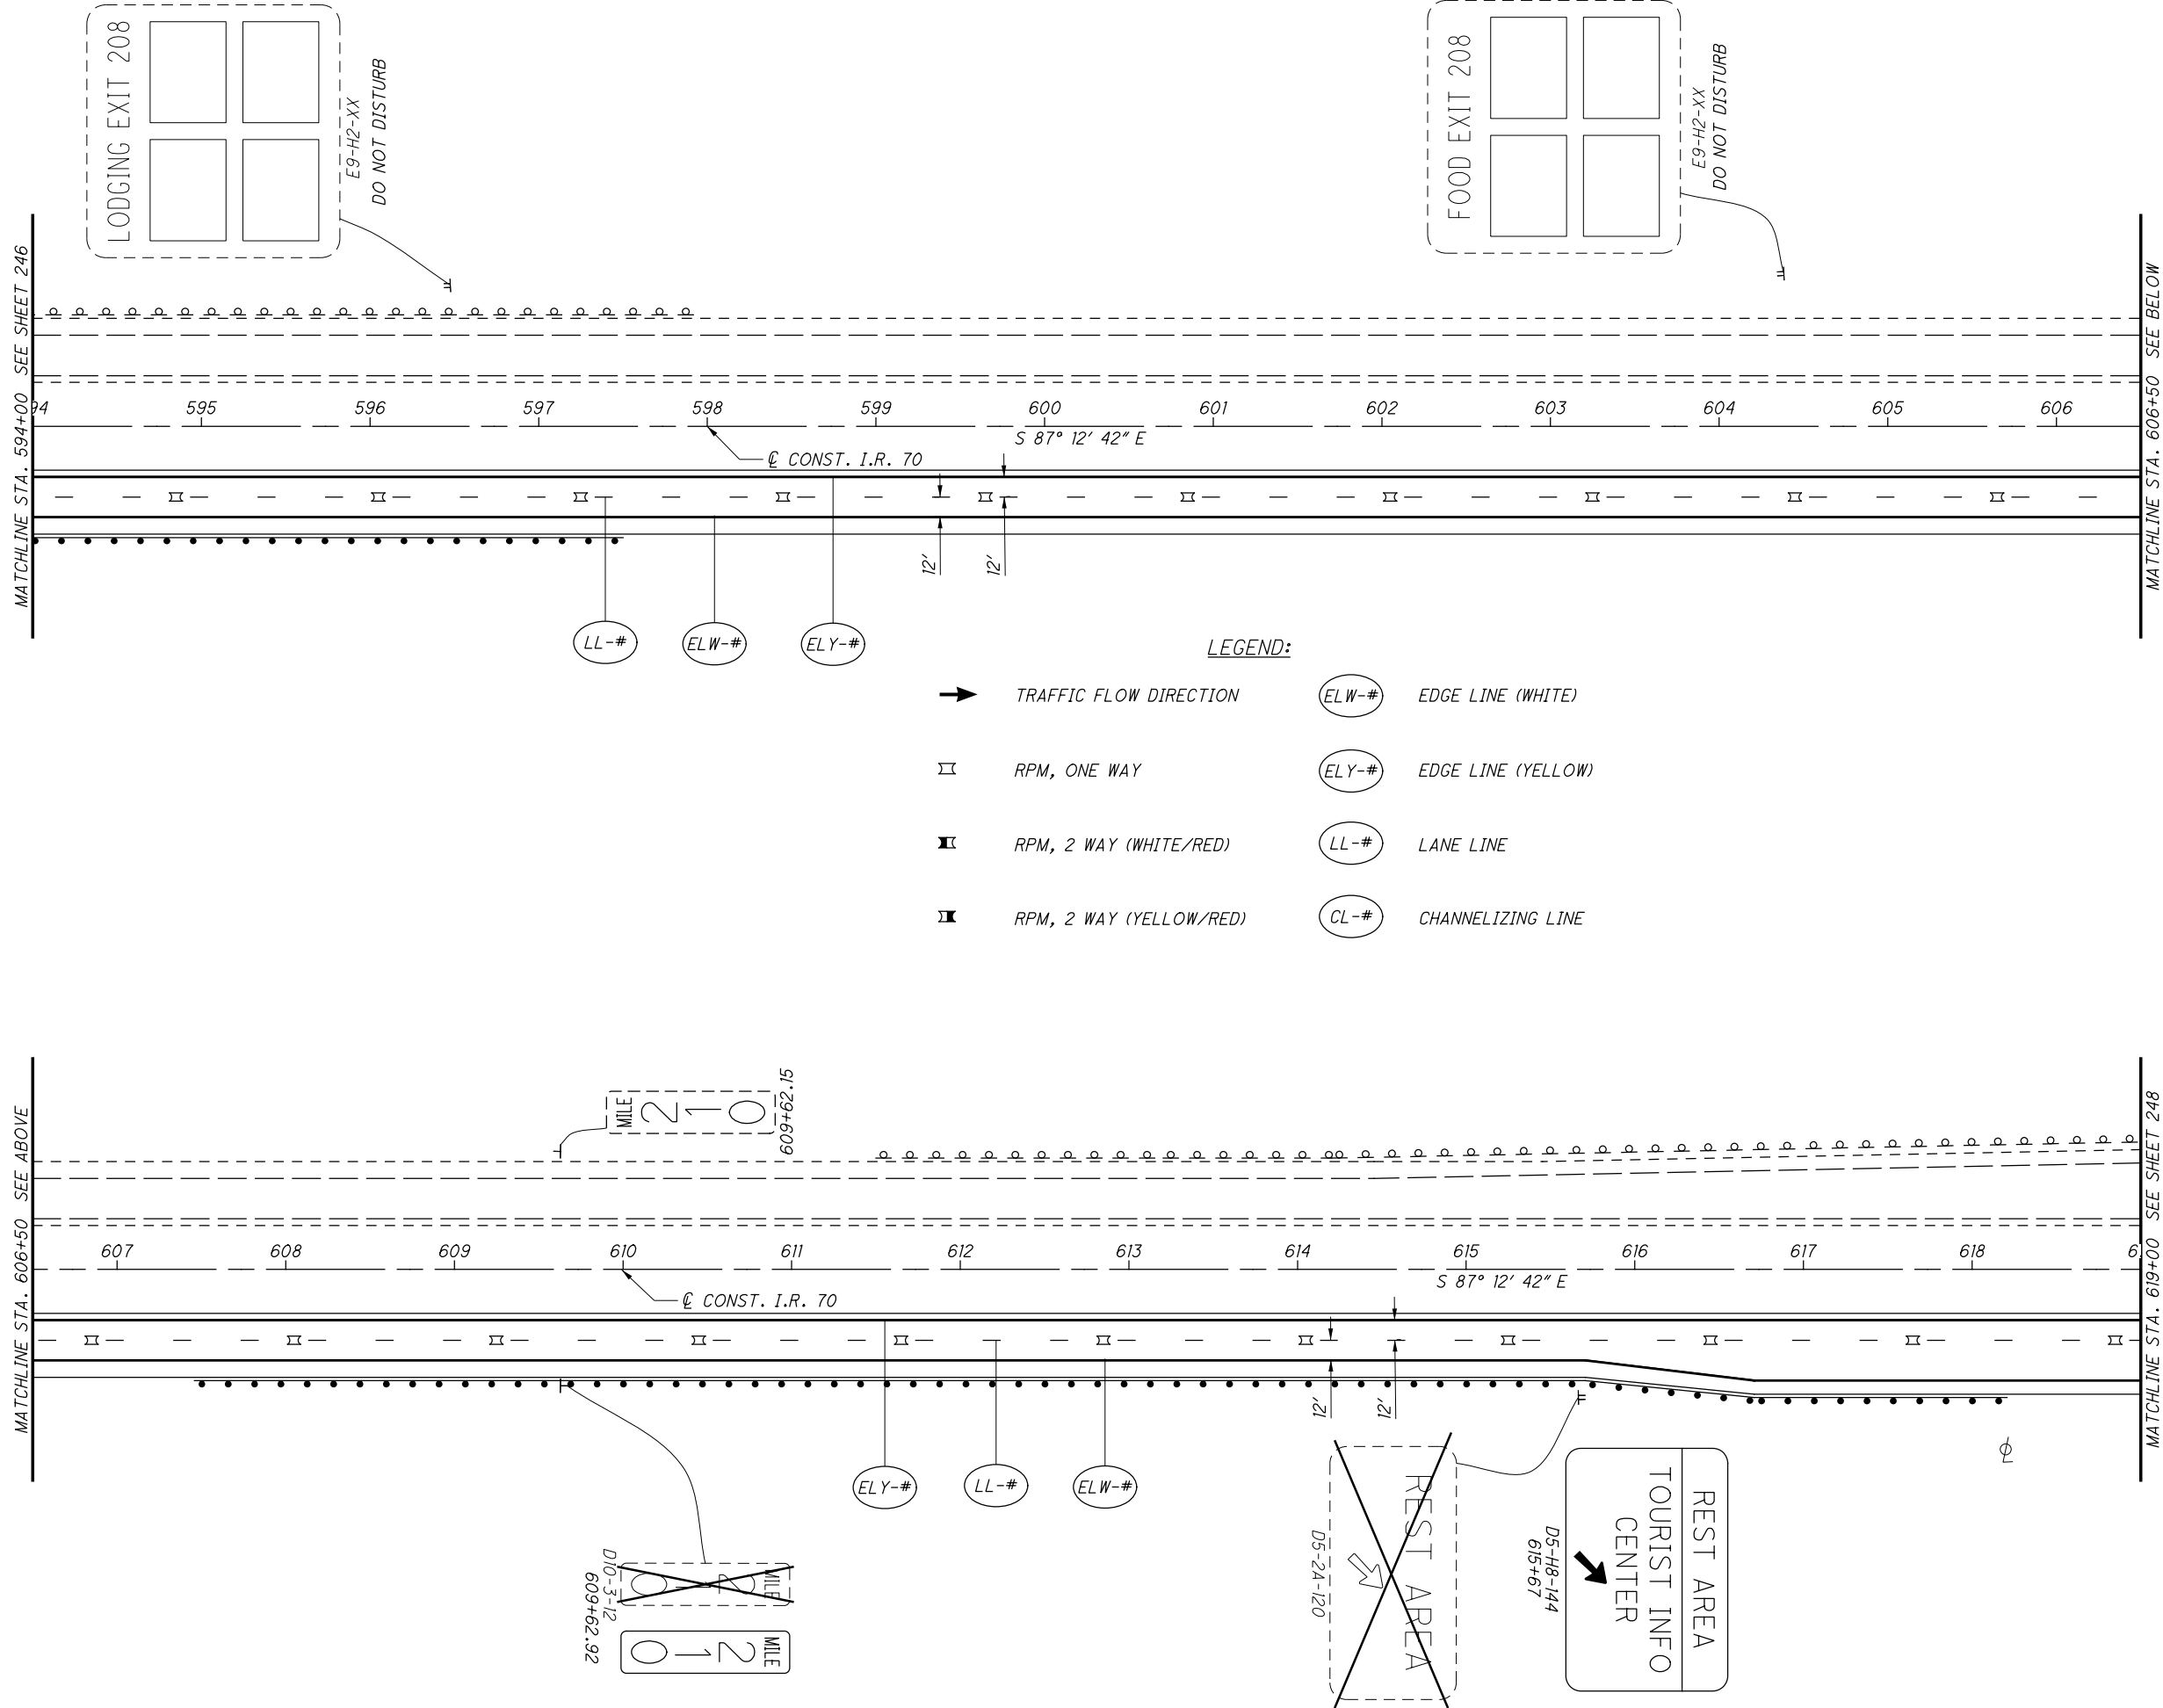 LODGING EXIT 208
E9-H2-XX
DO NOT DISTURB
FOOD EXIT 208
E9-H2-XX
DO NOT DISTURB
MATCHLINE STA. 594+00 SEE SHEET 246
94 595 596 597 598 599 600 601 602 603 604 605 606
S 87° 12' 42" E
℄ CONST. I.R. 70
12'
12'
LL-#
ELW-#
ELY-#
MATCHLINE STA. 606+50 SEE BELOW
LEGEND:
TRAFFIC FLOW DIRECTION
ELW-# EDGE LINE (WHITE)
RPM, ONE WAY
ELY-# EDGE LINE (YELLOW)
RPM, 2 WAY (WHITE/RED)
LL-# LANE LINE
RPM, 2 WAY (YELLOW/RED)
CL-# CHANNELIZING LINE
MATCHLINE STA. 606+50 SEE ABOVE
MILE
210
609+62.15
607 608 609 610 611 612 613 614 615 616 617 618 61
S 87° 12' 42" E
℄ CONST. I.R. 70
12'
12'
ELY-#
LL-#
ELW-#
MILE
210
D10-3-12
609+62.92
MILE
210
REST AREA
D5-2A-120
REST AREA
TOURIST INFO
CENTER
D5-H8-144
615+67
MATCHLINE STA. 619+00 SEE SHEET 248